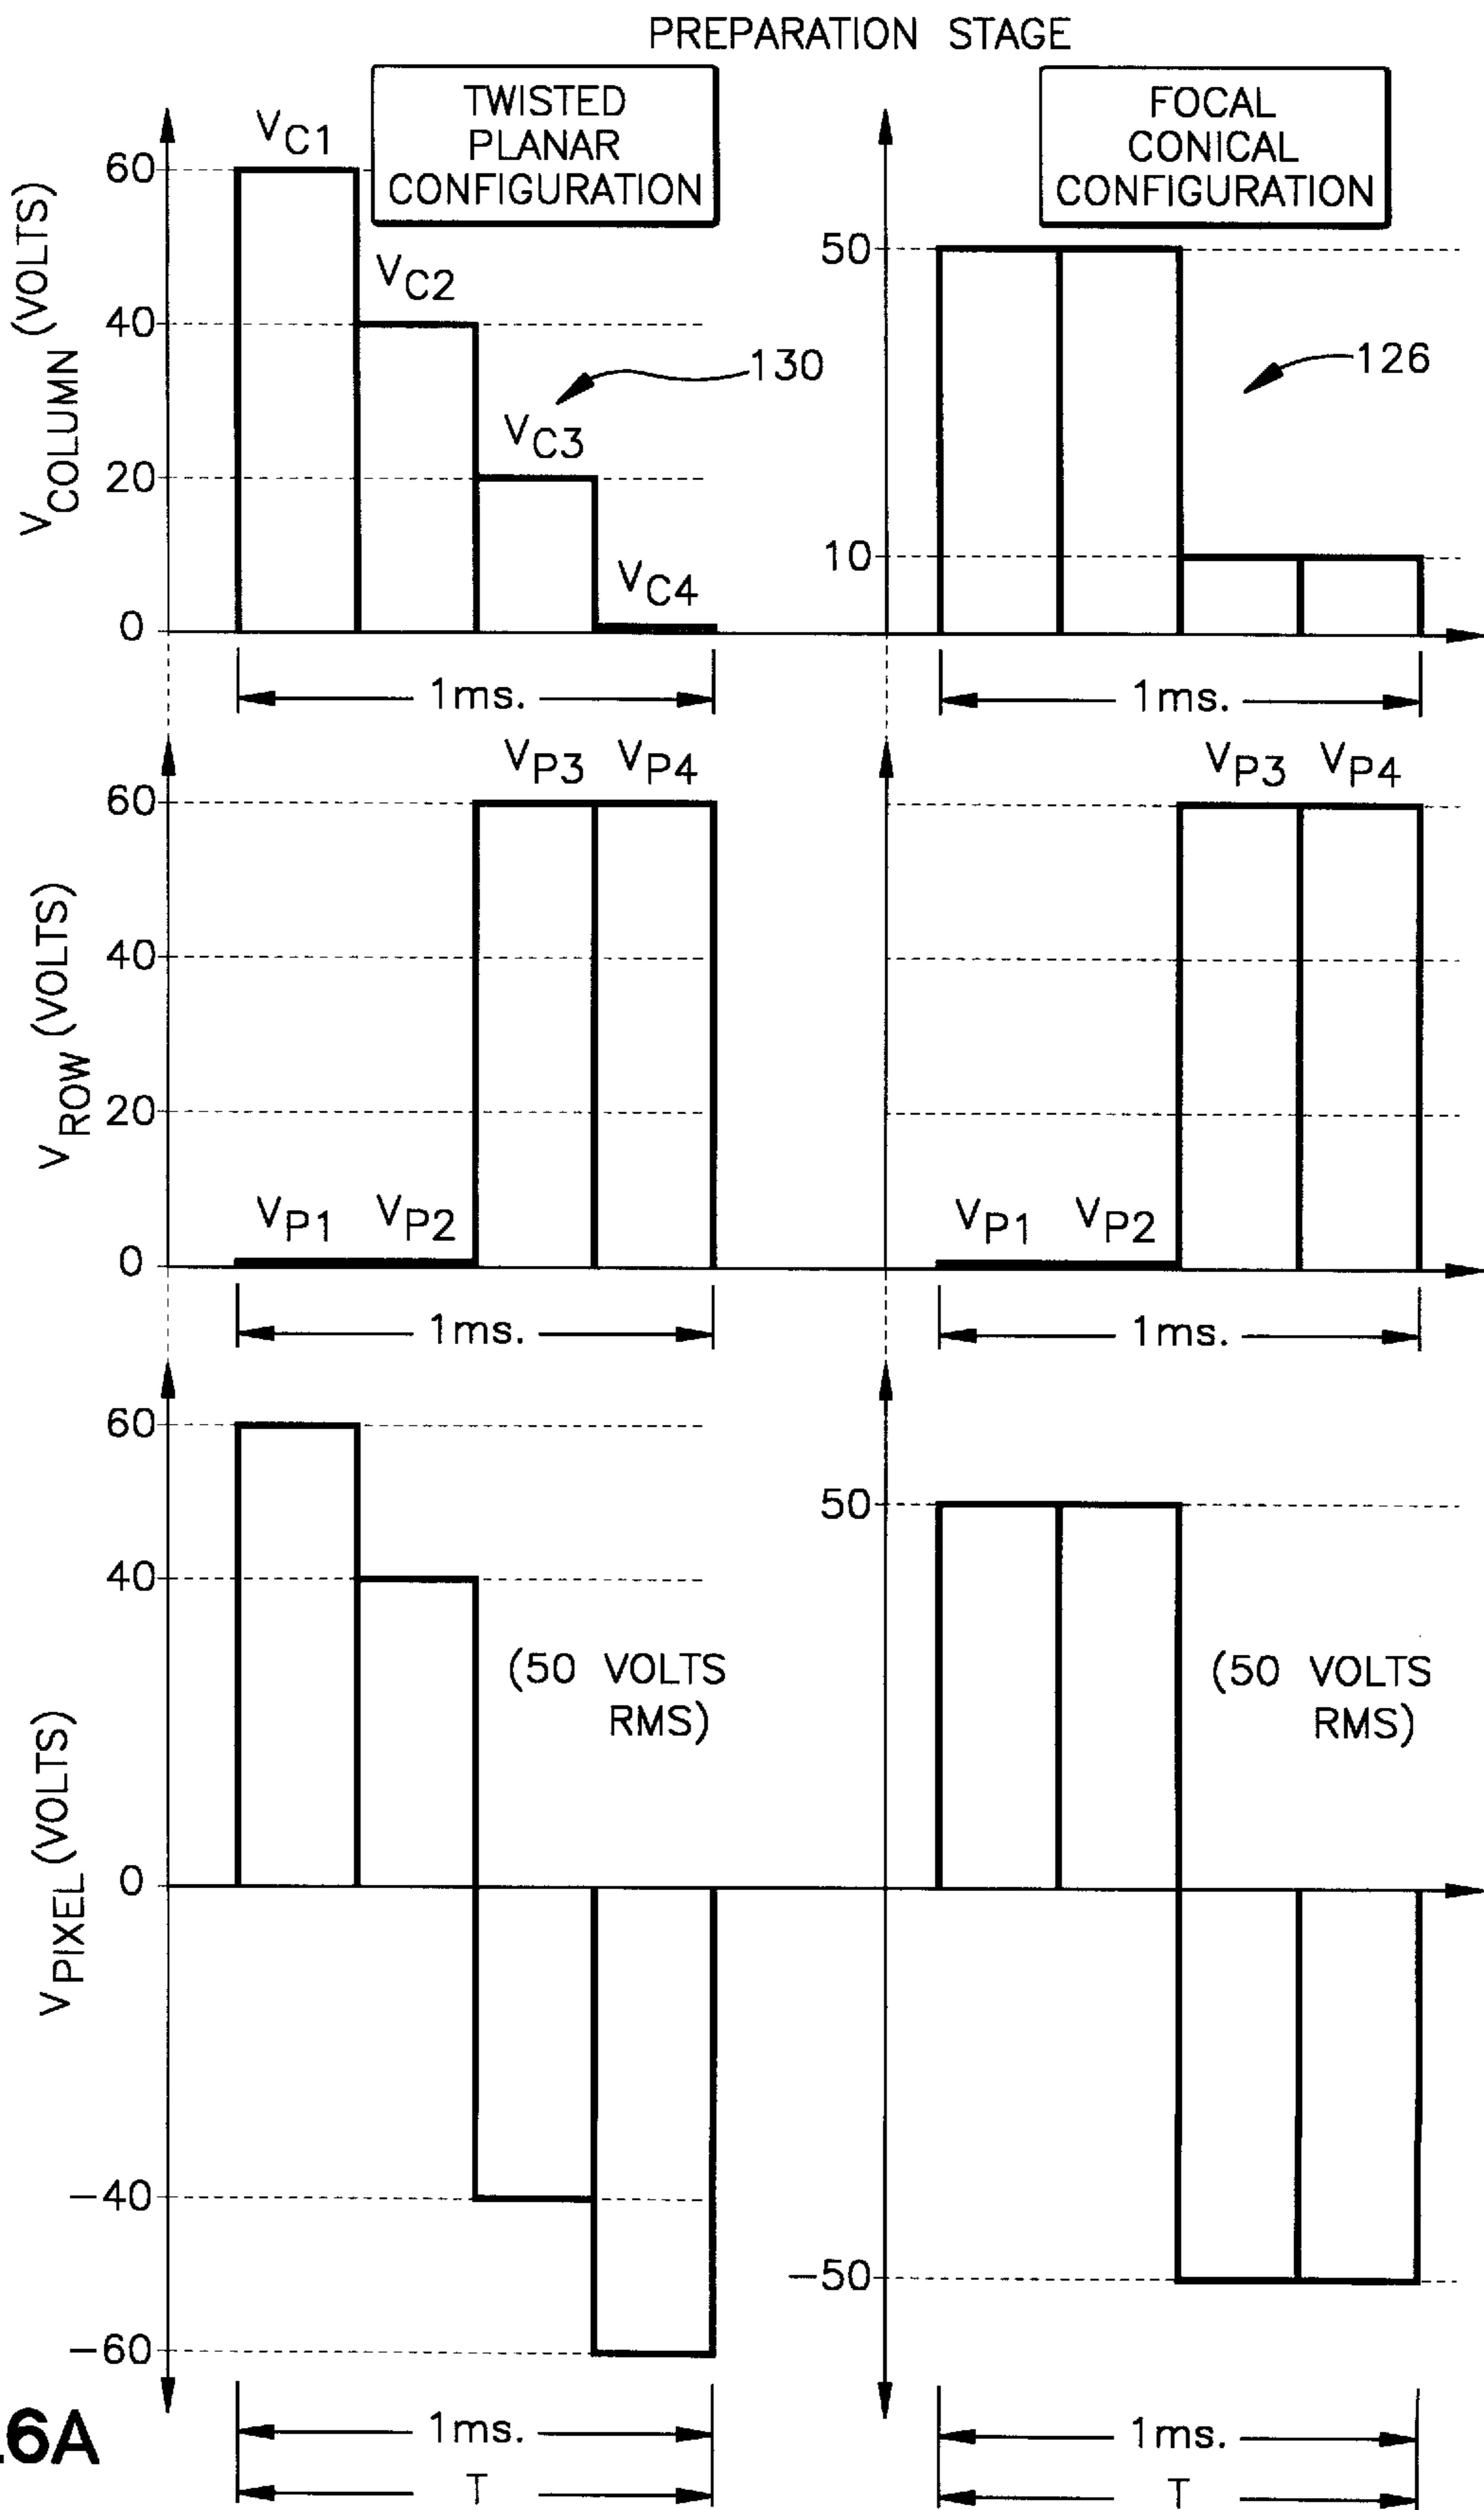 PREPARATION STAGE
TWISTED
PLANAR
CONFIGURATION
FOCAL
CONICAL
CONFIGURATION
VCOLUMN (VOLTS)
60
40
20
0
VC1
VC2
VC3
VC4
130
1ms.
50
10
126
1ms.
VROW (VOLTS)
60
40
20
0
VP1 VP2
VP3 VP4
1ms.
VP1 VP2
VP3 VP4
1ms.
VPIXEL (VOLTS)
60
40
0
-40
-60
(50 VOLTS
RMS)
1ms.
T
50
-50
(50 VOLTS
RMS)
1ms.
T
.6A